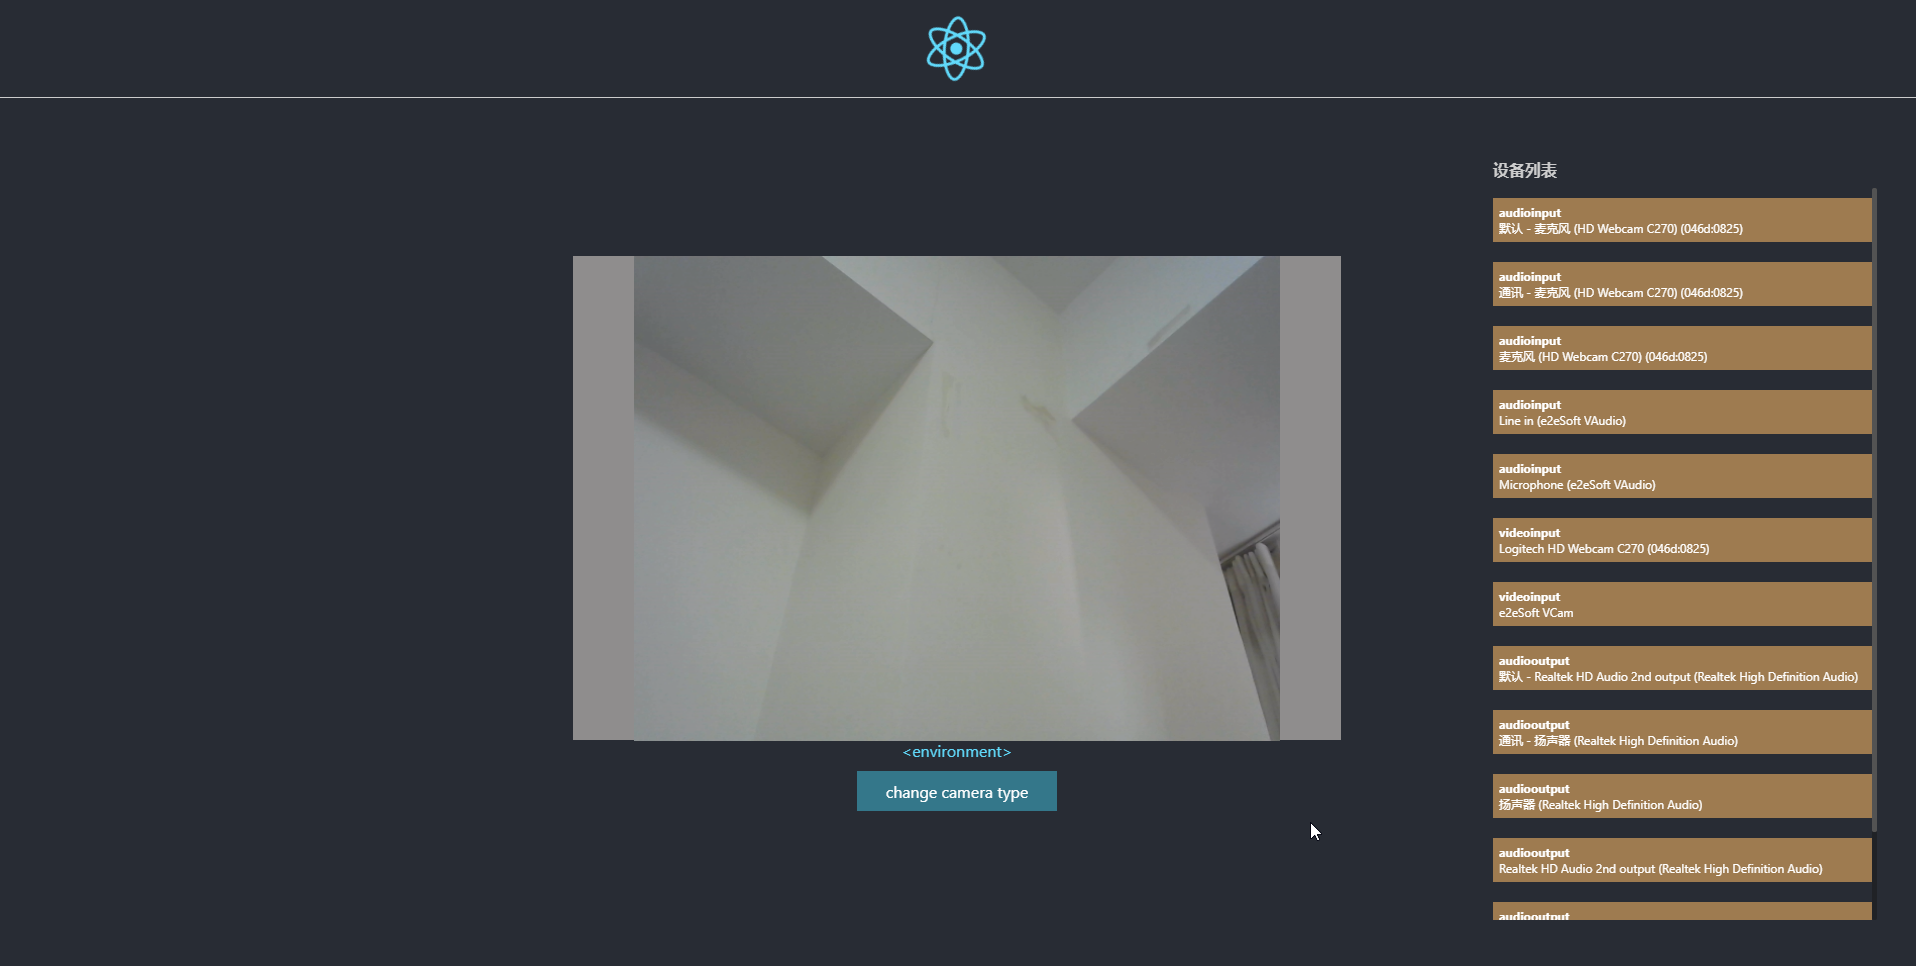 设备列表
audioinput
默认 - 麦克风 (HD Webcam C270) (046d:0825)
audioinput
通讯 - 麦克风 (HD Webcam C270) (046d:0825)
audioinput
麦克风 (HD Webcam C270) (046d:0825)
audioinput
Line in (e2eSoft VAudio)
audioinput
Microphone (e2eSoft VAudio)
videoinput
Logitech HD Webcam C270 (046d:0825)
videoinput
e2eSoft VCam
audiooutput
默认 - Realtek HD Audio 2nd output (Realtek High Definition Audio)
audiooutput
通讯 - 扬声器 (Realtek High Definition Audio)
audiooutput
扬声器 (Realtek High Definition Audio)
audiooutput
Realtek HD Audio 2nd output (Realtek High Definition Audio)
audiooutput
<environment>
change camera type